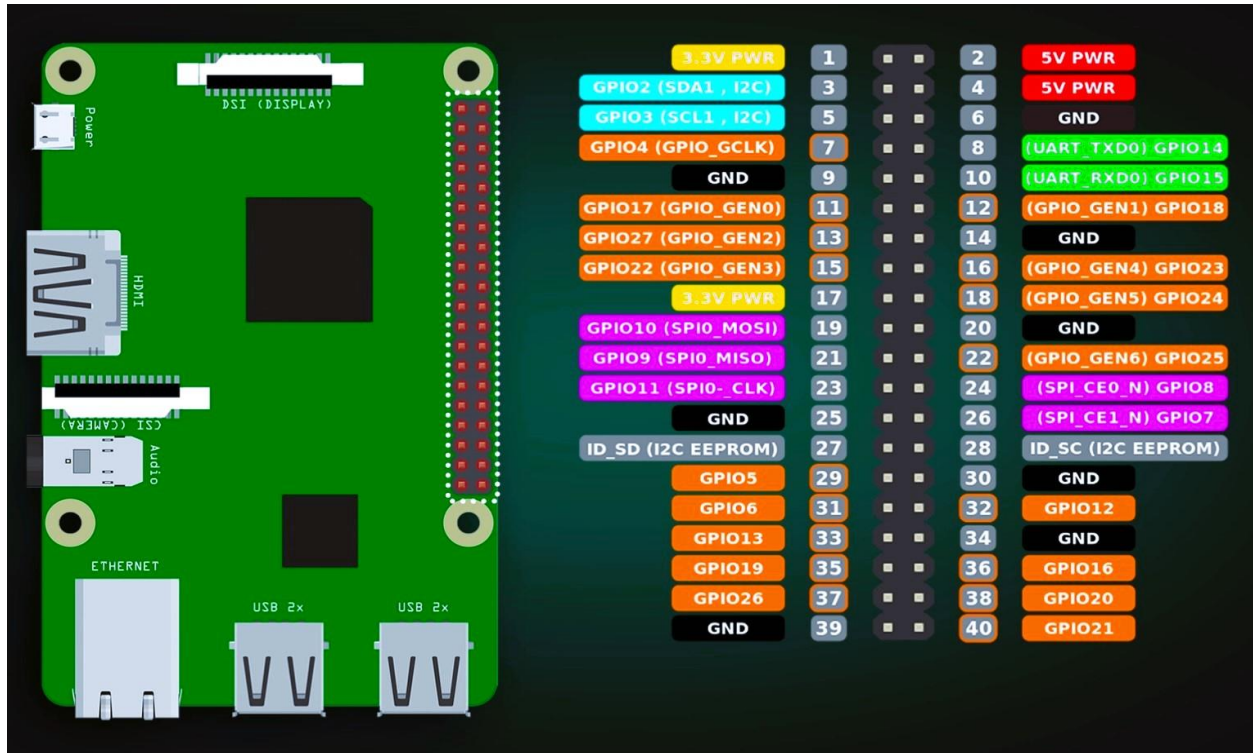 DSI (DISPLAY)
Power
HDMI
CSI (CAMERA)
Audio
ETHERNET
USB 2x
USB 2x
3.3V PWR 1 2 5V PWR
GPIO2 (SDA1 , I2C) 3 4 5V PWR
GPIO3 (SCL1 , I2C) 5 6 GND
GPIO4 (GPIO_GCLK) 7 8 (UART_TXD0) GPIO14
GND 9 10 (UART_RXD0) GPIO15
GPIO17 (GPIO_GEN0) 11 12 (GPIO_GEN1) GPIO18
GPIO27 (GPIO_GEN2) 13 14 GND
GPIO22 (GPIO_GEN3) 15 16 (GPIO_GEN4) GPIO23
3.3V PWR 17 18 (GPIO_GEN5) GPIO24
GPIO10 (SPI0_MOSI) 19 20 GND
GPIO9 (SPI0_MISO) 21 22 (GPIO_GEN6) GPIO25
GPIO11 (SPI0-_CLK) 23 24 (SPI_CE0_N) GPIO8
GND 25 26 (SPI_CE1_N) GPIO7
ID_SD (I2C EEPROM) 27 28 ID_SC (I2C EEPROM)
GPIO5 29 30 GND
GPIO6 31 32 GPIO12
GPIO13 33 34 GND
GPIO19 35 36 GPIO16
GPIO26 37 38 GPIO20
GND 39 40 GPIO21